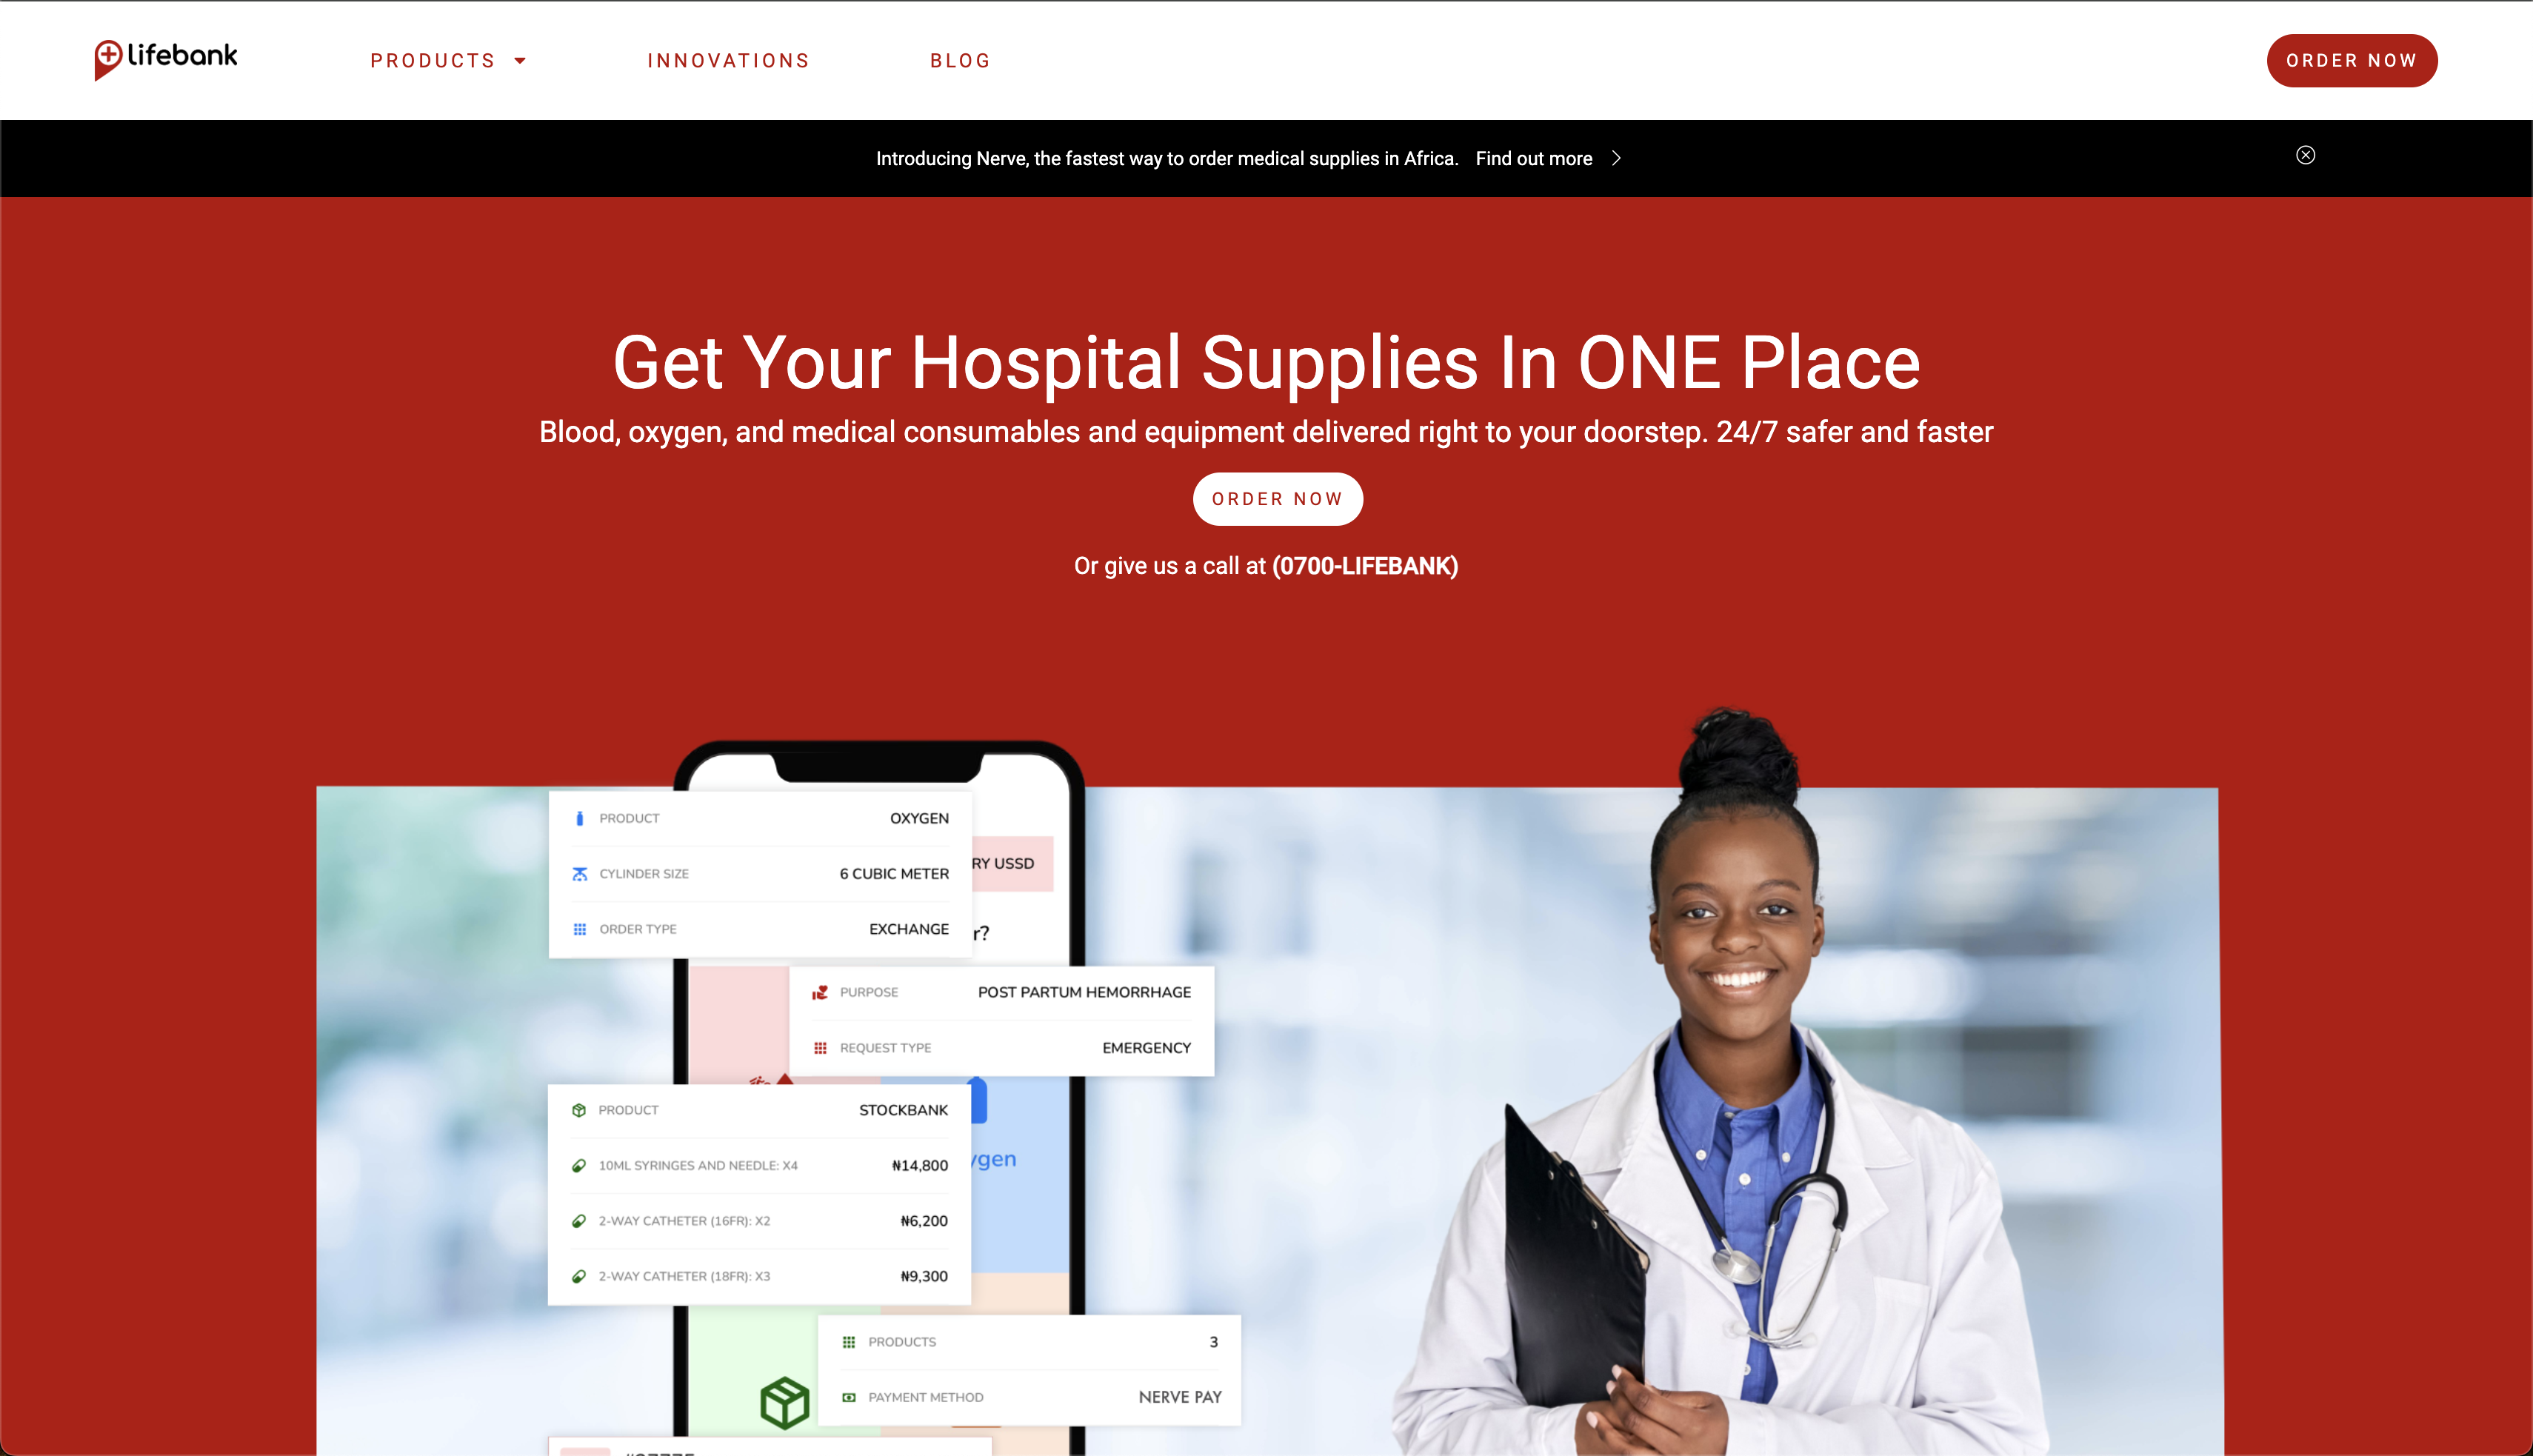 lifebank
PRODUCTS
INNOVATIONS
BLOG
ORDER NOW
Introducing Nerve, the fastest way to order medical supplies in Africa. Find out more
Get Your Hospital Supplies In ONE Place
Blood, oxygen, and medical consumables and equipment delivered right to your doorstep. 24/7 safer and faster
ORDER NOW
Or give us a call at (0700-LIFEBANK)
PRODUCT OXYGEN
CYLINDER SIZE 6 CUBIC METER
ORDER TYPE EXCHANGE
RY USSD
r?
PURPOSE POST PARTUM HEMORRHAGE
REQUEST TYPE EMERGENCY
PRODUCT STOCKBANK
10ML SYRINGES AND NEEDLE: X4 ₦14,800
2-WAY CATHETER (16FR): X2 ₦6,200
2-WAY CATHETER (18FR): X3 ₦9,300
ygen
PRODUCTS 3
PAYMENT METHOD NERVE PAY